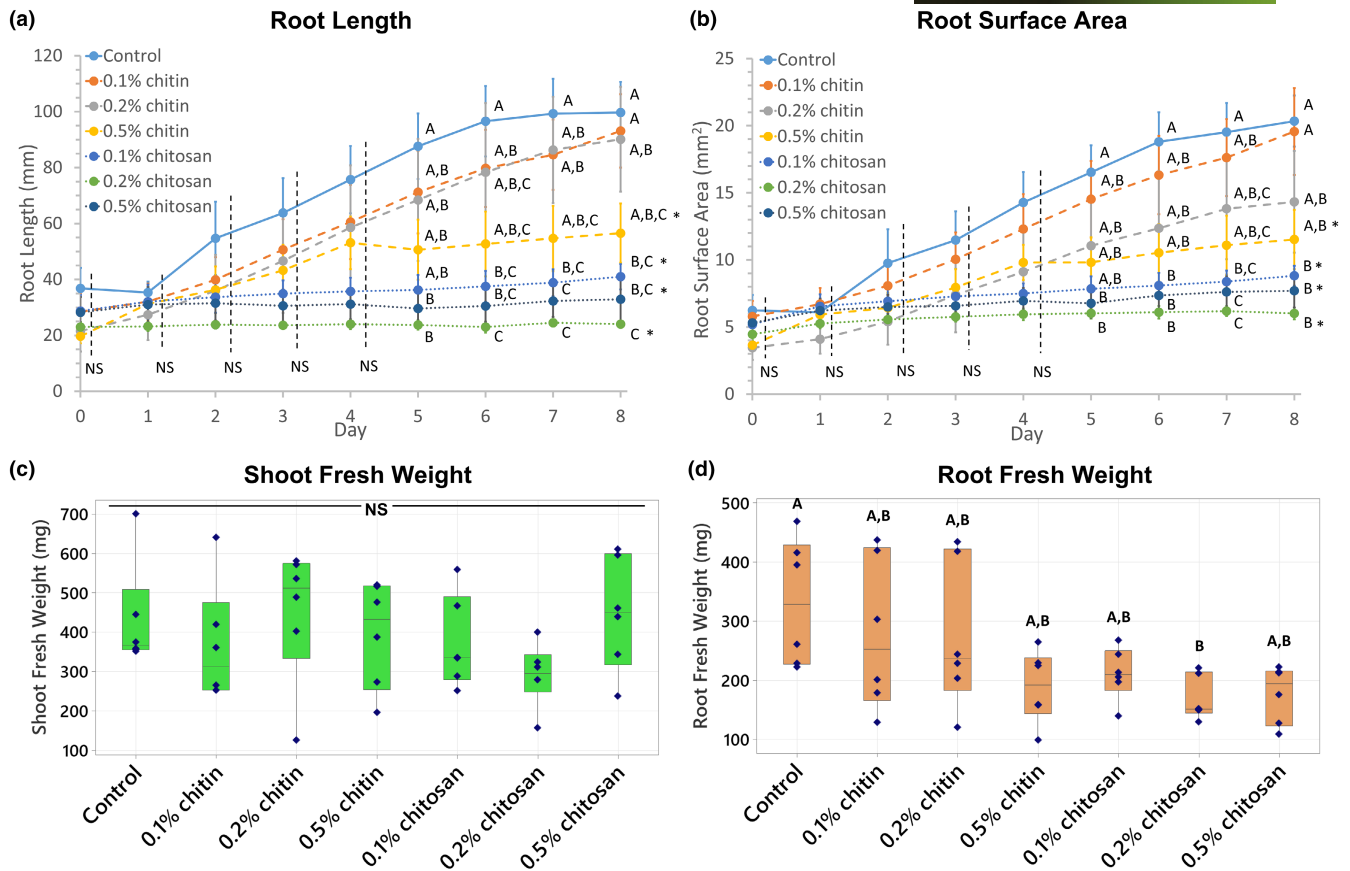 (a)
Root Length
120
100
80
60
40
20
0
Root Length (mm)
Control
0.1% chitin
0.2% chitin
0.5% chitin
0.1% chitosan
0.2% chitosan
0.5% chitosan
A
A
A
A
A
A,B
A,B
A,B
A,B
A,B
A,B,C
A,B
A,B,C *
A,B,C
A,B,C
A,B
B,C *
B,C
B,C
A,B
B,C *
C
B,C
B
C *
C
C
B
NS
NS
NS
NS
NS
0 1 2 3 4 5 6 7 8
Day
(b)
Root Surface Area
25
20
15
10
5
0
Root Surface Area (mm²)
Control
0.1% chitin
0.2% chitin
0.5% chitin
0.1% chitosan
0.2% chitosan
0.5% chitosan
A
A
A
A
A
A,B
A,B
A,B
A,B
A,B,C
A,B
A,B
A,B *
A,B,C
A,B
A,B
B *
B,C
A,B
A,B
B *
C
B
B
B *
C
B
B
NS
NS
NS
NS
NS
0 1 2 3 4 5 6 7 8
Day
(c)
Shoot Fresh Weight
NS
700
600
500
400
300
200
100
Shoot Fresh Weight (mg)
Control
0.1% chitin
0.2% chitin
0.5% chitin
0.1% chitosan
0.2% chitosan
0.5% chitosan
(d)
Root Fresh Weight
500
400
300
200
100
Root Fresh Weight (mg)
A
A,B
A,B
A,B
A,B
B
A,B
Control
0.1% chitin
0.2% chitin
0.5% chitin
0.1% chitosan
0.2% chitosan
0.5% chitosan